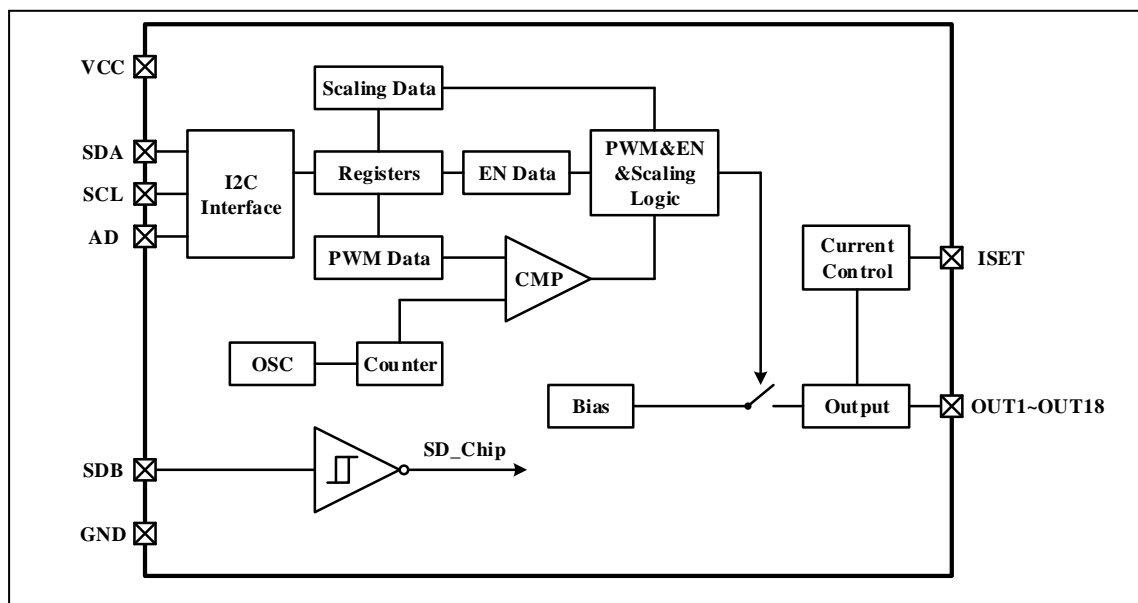 VCC
Scaling Data
SDA
SCL
AD
I2C
Interface
Registers
EN Data
PWM&EN
&Scaling
Logic
PWM Data
CMP
Current
Control
ISET
OSC
Counter
Bias
Output
OUT1~OUT18
SDB
SD_Chip
GND